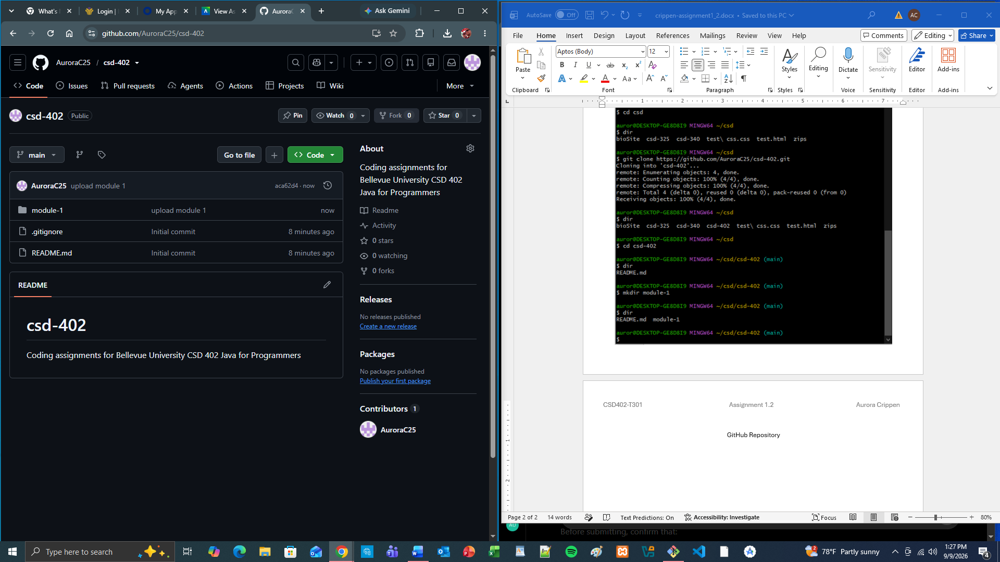 What's
Login |
My App
View As
AuroraC
Ask Gemini
github.com/AuroraC25/csd-402
AuroraC25 / csd-402
Code
Issues
Pull requests
Agents
Actions
Projects
Wiki
More
csd-402 Public
Pin
Watch 0
Fork 0
Star 0
main
Go to file
Code
AuroraC25 upload module 1 aca62d4 · now
module-1 upload module 1 now
.gitignore Initial commit 8 minutes ago
README.md Initial commit 8 minutes ago
README
csd-402
Coding assignments for Bellevue University CSD 402 Java for Programmers
About
Coding assignments for
Bellevue University CSD 402
Java for Programmers
Readme
Activity
0 stars
0 watching
0 forks
Releases
No releases published
Create a new release
Packages
No packages published
Publish your first package
Contributors 1
AuroraC25
AutoSave Off
crippen-assignment1_2.docx • Saved to this PC
AC
File Home Insert Design Layout References Mailings Review View Help
Comments
Editing
Share
Paste
Aptos (Body) 12
Styles
Editing
Dictate
Sensitivity
Editor
Add-ins
Clipboard
Font
Paragraph
Styles
Voice
Sensitivity
Editor
Add-ins
1 2 3 4 5 6 7
$ cd csd
auror@DESKTOP-GE8D8I9 MINGW64 ~/csd
$ dir
bioSite csd-325 csd-340 test\ css.css test.html zips
auror@DESKTOP-GE8D8I9 MINGW64 ~/csd
$ git clone https://github.com/AuroraC25/csd-402.git
Cloning into 'csd-402'...
remote: Enumerating objects: 4, done.
remote: Counting objects: 100% (4/4), done.
remote: Compressing objects: 100% (4/4), done.
remote: Total 4 (delta 0), reused 0 (delta 0), pack-reused 0 (from 0)
Receiving objects: 100% (4/4), done.
auror@DESKTOP-GE8D8I9 MINGW64 ~/csd
$ dir
bioSite csd-325 csd-340 csd-402 test\ css.css test.html zips
auror@DESKTOP-GE8D8I9 MINGW64 ~/csd
$ cd csd-402
auror@DESKTOP-GE8D8I9 MINGW64 ~/csd/csd-402 (main)
$ dir
README.md
auror@DESKTOP-GE8D8I9 MINGW64 ~/csd/csd-402 (main)
$ mkdir module-1
auror@DESKTOP-GE8D8I9 MINGW64 ~/csd/csd-402 (main)
$ dir
README.md module-1
auror@DESKTOP-GE8D8I9 MINGW64 ~/csd/csd-402 (main)
$
CSD402-T301 Assignment 1.2 Aurora Crippen
GitHub Repository
Page 2 of 2 14 words Text Predictions: On Accessibility: Investigate Focus 80%
AU
Before submitting, confirm that:
Type here to search
2
78°F Partly sunny
1:27 PM
9/9/2026
4